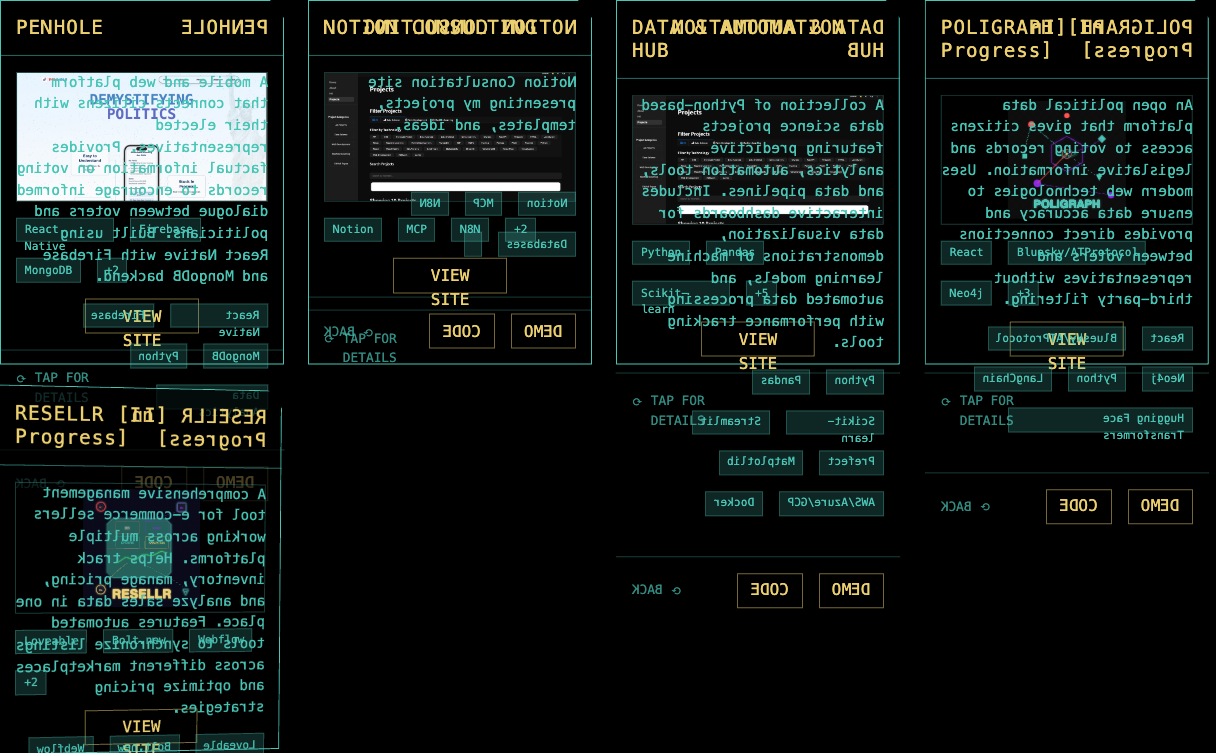 PENHOLE
PENHOLE
DEMYSTIFYING
POLITICS
A mobile and web platform
that connects citizens with
their elected
representatives. Provides
factual information on voting
records to encourage informed
dialogue between voters and
politicians. Built using
React Native with Firebase
and MongoDB backend.
React
Native
Firebase
MongoDB
+2
VIEW
SITE
React
Native
Firebase
MongoDB
Python
Data
⟳ TAP FOR
DETAILS
DEMO
CODE
⟳ BACK
Notion Consultation site
presenting my projects,
templates, and ideas
Projects
Notion
MCP
N8N
+2
Notion
MCP
N8N
Databases
VIEW
SITE
⟳ TAP FOR
DETAILS
DEMO
CODE
⟳ BACK
DATA & AUTOMATION
HUB
DATA & AUTOMATION
HUB
A collection of Python-based
data science projects
featuring predictive
analytics, automation tools,
and data pipelines. Includes
interactive dashboards for
data visualization,
demonstrations of machine
learning models, and
automated data processing
with performance tracking
tools.
Python
Pandas
Scikit-
learn
+5
VIEW
SITE
Python
Pandas
Scikit-
learn
Streamlit
Prefect
Matplotlib
AWS/Azure/GCP
Docker
⟳ TAP FOR
DETAILS
DEMO
CODE
⟳ BACK
POLIGRAPH [In
Progress]
POLIGRAPH [In
Progress]
An open political data
platform that gives citizens
access to voting records and
legislative information. Uses
modern web technologies to
ensure data accuracy and
provides direct connections
between voters and
representatives without
third-party filtering.
POLIGRAPH
React
Bluesky/ATProtocol
Neo4j
+3
VIEW
SITE
React
Bluesky/ATProtocol
Neo4j
Python
LangChain
Hugging Face
Transformers
⟳ TAP FOR
DETAILS
DEMO
CODE
⟳ BACK
RESELLR [In
Progress]
RESELLR [In
Progress]
A comprehensive management
tool for e-commerce sellers
working across multiple
platforms. Helps track
inventory, manage pricing,
and analyze sales data in one
place. Features automated
tools to synchronize listings
across different marketplaces
and optimize pricing
strategies.
RESELLR
Loveable
Bolt.new
Webflow
+2
VIEW
SITE
Loveable
Bolt.new
Webflow